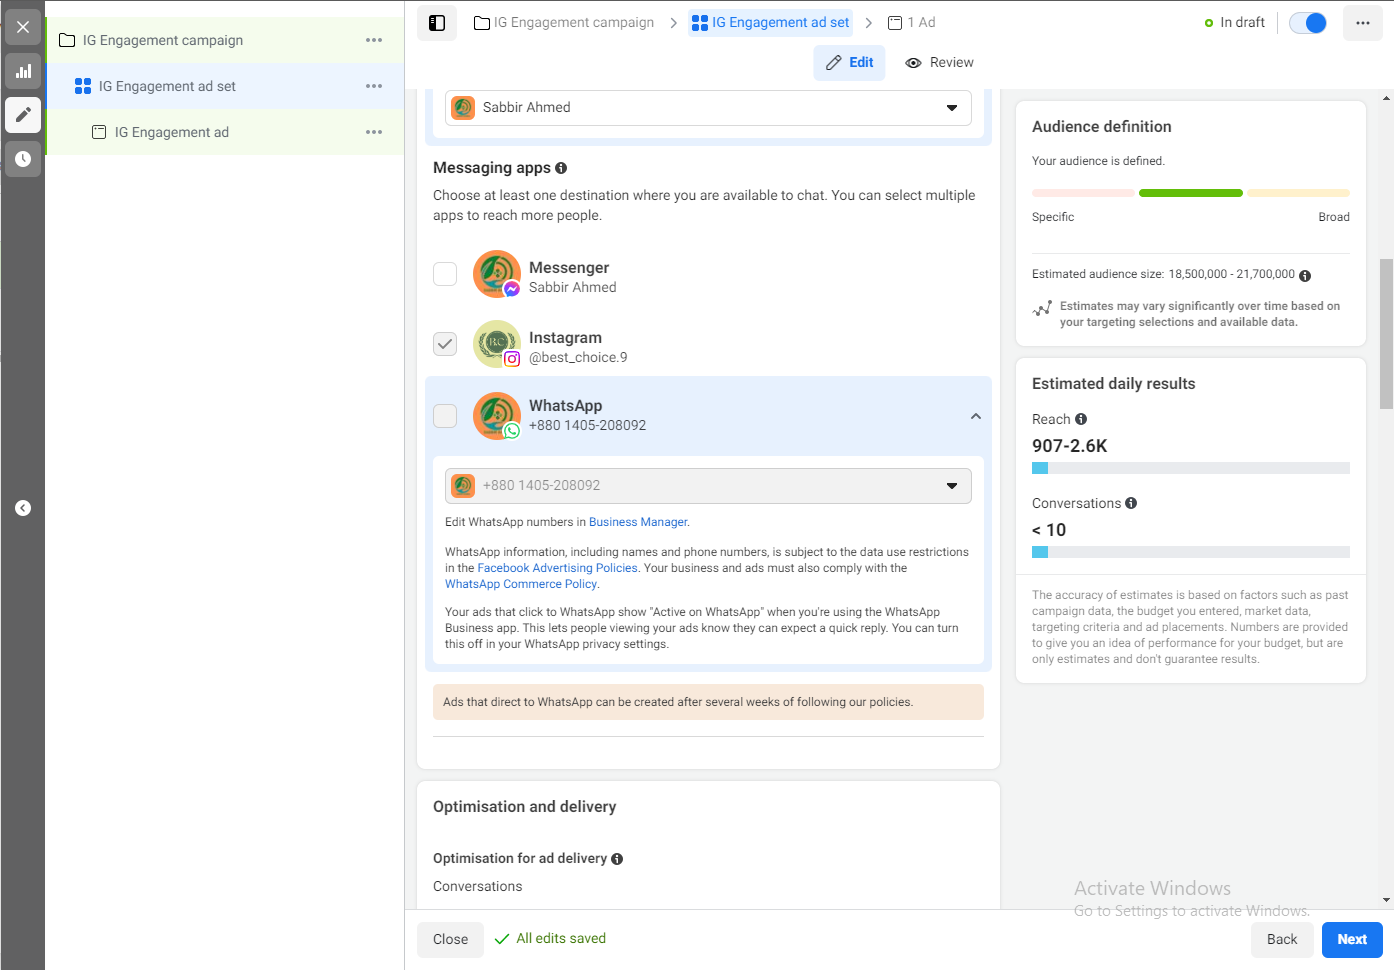 IG Engagement campaign
IG Engagement ad set
IG Engagement ad
IG Engagement campaign
IG Engagement ad set
1 Ad
In draft
Edit
Review
Sabbir Ahmed
Messaging apps
Choose at least one destination where you are available to chat. You can select multiple
apps to reach more people.
Messenger
Sabbir Ahmed
Instagram
@best_choice.9
WhatsApp
+880 1405-208092
+880 1405-208092
Edit WhatsApp numbers in Business Manager.
WhatsApp information, including names and phone numbers, is subject to the data use restrictions
in the Facebook Advertising Policies. Your business and ads must also comply with the
WhatsApp Commerce Policy.
Your ads that click to WhatsApp show "Active on WhatsApp" when you're using the WhatsApp
Business app. This lets people viewing your ads know they can expect a quick reply. You can turn
this off in your WhatsApp privacy settings.
Ads that direct to WhatsApp can be created after several weeks of following our policies.
Optimisation and delivery
Optimisation for ad delivery
Conversations
Close
All edits saved
Audience definition
Your audience is defined.
Specific
Broad
Estimated audience size: 18,500,000 - 21,700,000
Estimates may vary significantly over time based on
your targeting selections and available data.
Estimated daily results
Reach
907-2.6K
Conversations
< 10
The accuracy of estimates is based on factors such as past
campaign data, the budget you entered, market data,
targeting criteria and ad placements. Numbers are provided
to give you an idea of performance for your budget, but are
only estimates and don't guarantee results.
Activate Windows
Go to Settings to activate Windows.
Back
Next